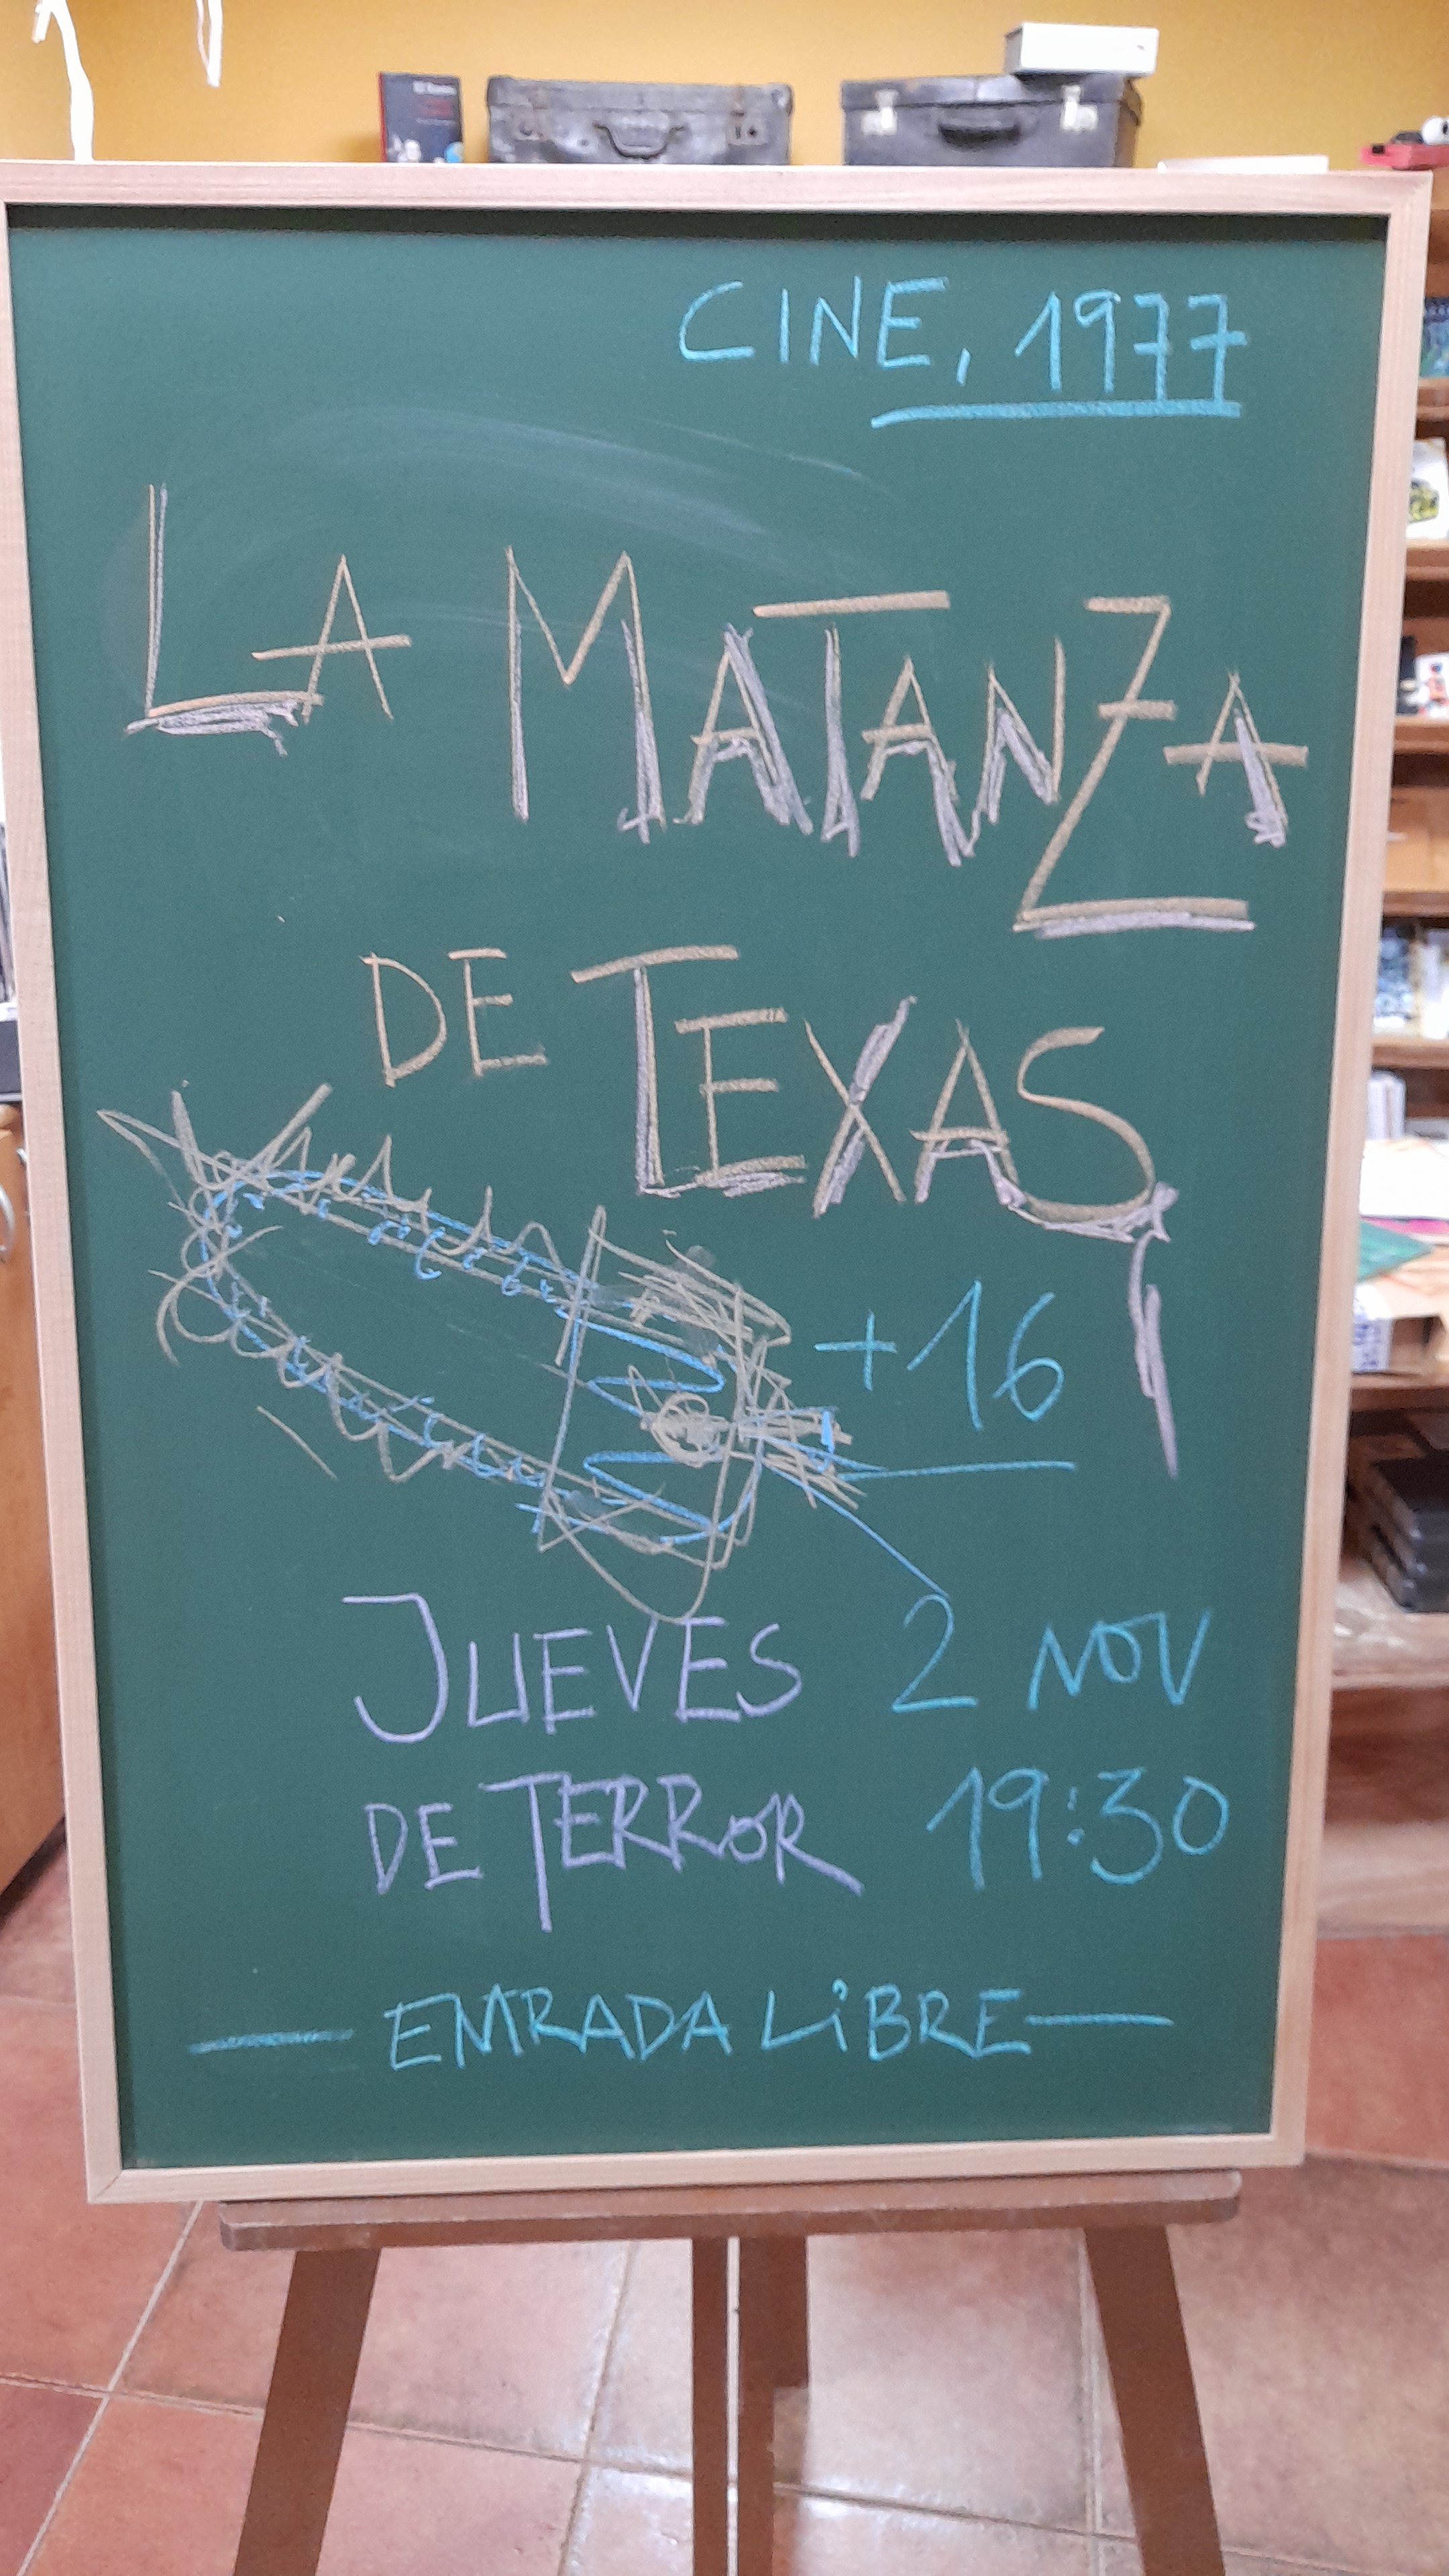 CINE, 1977
LA MATANZA
DE TEXAS
+16
JUEVES 2 NOV
DE TERROR 19:30
— ENTRADA LiBRE —